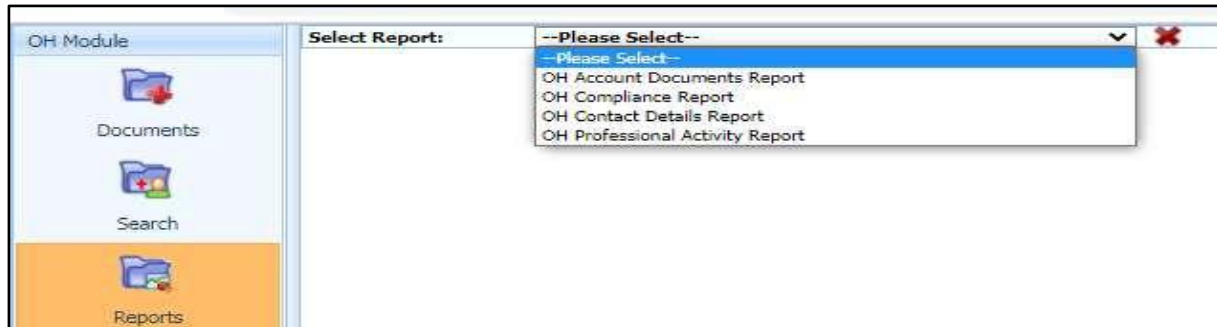 OH Module
Documents
Search
Reports
Select Report:
--Please Select--
--Please Select--
OH Account Documents Report
OH Compliance Report
OH Contact Details Report
OH Professional Activity Report